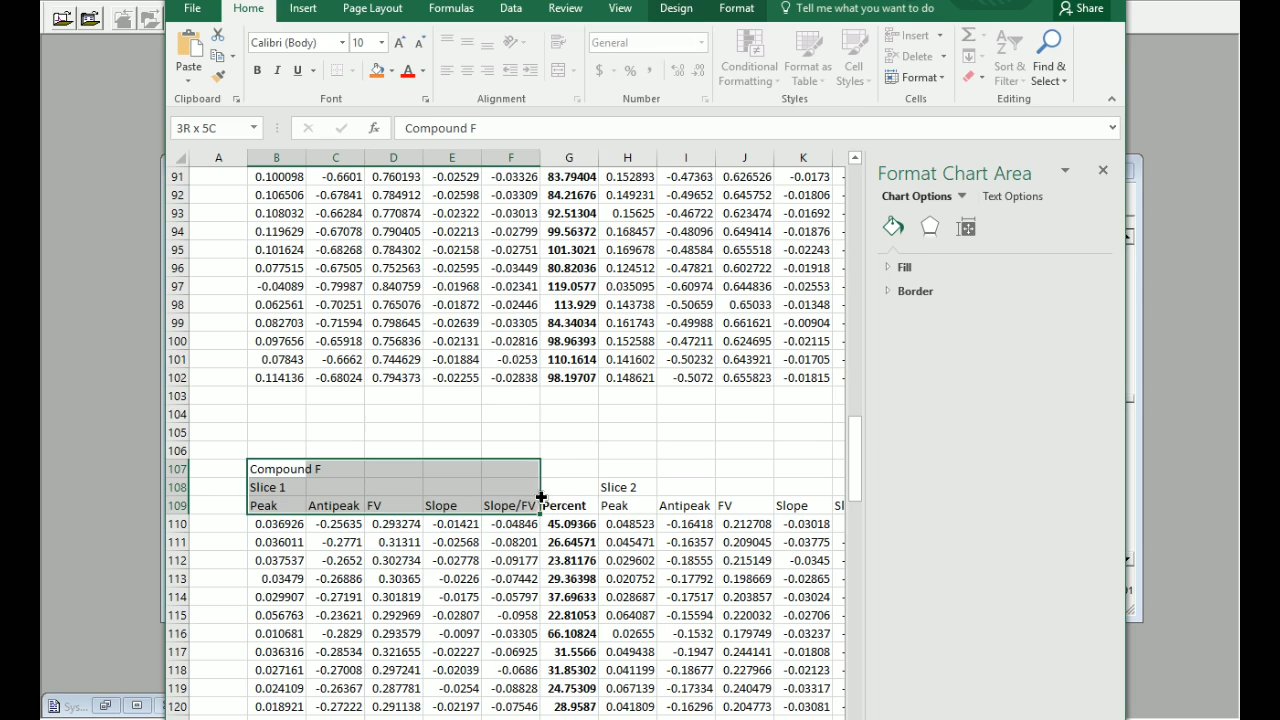 File Home Insert Page Layout Formulas Data Review View Design Format Tell me what you want to do Share
Calibri (Body) 10 General Insert
Paste B I U A $ % Conditional Formatting Format as Table Cell Styles Delete Format Sort & Filter Find & Select
Clipboard Font Alignment Number Styles Cells Editing
3R x 5C fx Compound F
A B C D E F G H I J K
91 0.100098 -0.6601 0.760193 -0.02529 -0.03326 83.79404 0.152893 -0.47363 0.626526 -0.0173
92 0.106506 -0.67841 0.784912 -0.02598 -0.03309 84.21676 0.149231 -0.49652 0.645752 -0.01806
93 0.108032 -0.66284 0.770874 -0.02322 -0.03013 92.51304 0.15625 -0.46722 0.623474 -0.01692
94 0.119629 -0.67078 0.790405 -0.02213 -0.02799 99.56372 0.168457 -0.48096 0.649414 -0.01876
95 0.101624 -0.68268 0.784302 -0.02158 -0.02751 101.3021 0.169678 -0.48584 0.655518 -0.02243
96 0.077515 -0.67505 0.752563 -0.02595 -0.03449 80.82036 0.124512 -0.47821 0.602722 -0.01918
97 -0.04089 -0.79987 0.840759 -0.01968 -0.02341 119.0577 0.035095 -0.60974 0.644836 -0.02553
98 0.062561 -0.70251 0.765076 -0.01872 -0.02446 113.929 0.143738 -0.50659 0.65033 -0.01348
99 0.082703 -0.71594 0.798645 -0.02639 -0.03305 84.34034 0.161743 -0.49988 0.661621 -0.00904
100 0.097656 -0.65918 0.756836 -0.02131 -0.02816 98.96393 0.152588 -0.47211 0.624695 -0.02115
101 0.07843 -0.6662 0.744629 -0.01884 -0.0253 110.1614 0.141602 -0.50232 0.643921 -0.01705
102 0.114136 -0.68024 0.794373 -0.02255 -0.02838 98.19707 0.148621 -0.5072 0.655823 -0.01815
103
104
105
106
107 Compound F
108 Slice 1 Slice 2
109 Peak Antipeak FV Slope Slope/FV Percent Peak Antipeak FV Slope Sl
110 0.036926 -0.25635 0.293274 -0.01421 -0.04846 45.09366 0.048523 -0.16418 0.212708 -0.03018
111 0.036011 -0.2771 0.31311 -0.02568 -0.08201 26.64571 0.045471 -0.16357 0.209045 -0.03775
112 0.037537 -0.2652 0.302734 -0.02778 -0.09177 23.81176 0.029602 -0.18555 0.215149 -0.0345
113 0.03479 -0.26886 0.30365 -0.0226 -0.07442 29.36398 0.020752 -0.17792 0.198669 -0.02865
114 0.029907 -0.27191 0.301819 -0.0175 -0.05797 37.69633 0.028687 -0.17517 0.203857 -0.03024
115 0.056763 -0.23621 0.292969 -0.02807 -0.0958 22.81053 0.064087 -0.15594 0.220032 -0.02706
116 0.010681 -0.2829 0.293579 -0.0097 -0.03305 66.10824 0.02655 -0.1532 0.179749 -0.03237
117 0.036316 -0.28534 0.321655 -0.02227 -0.06925 31.5566 0.049438 -0.1947 0.244141 -0.01808
118 0.027161 -0.27008 0.297241 -0.02039 -0.0686 31.85302 0.041199 -0.18677 0.227966 -0.02123
119 0.024109 -0.26367 0.287781 -0.0254 -0.08828 24.75309 0.067139 -0.17334 0.240479 -0.03317
120 0.018921 -0.27222 0.291138 -0.02197 -0.07546 28.9587 0.041809 -0.16296 0.204773 -0.03081
Format Chart Area
Chart Options Text Options
Fill
Border
Sys...